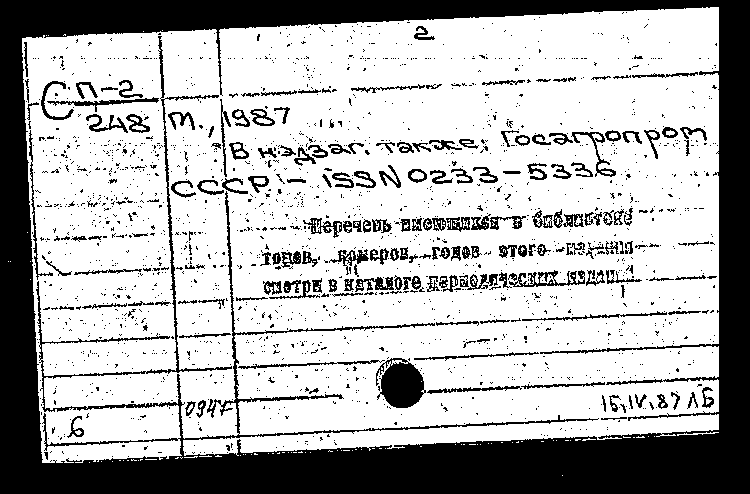 2
С П-2
248 М., 1987
В надзаг. также: Госагропром
СССР. - ISSN 0233-5336.
Перечень имеющихся в библиотеке
томов, номеров, годов этого издания
смотри в каталоге периодических издан
0947
6
15.IV.87 ЛБ